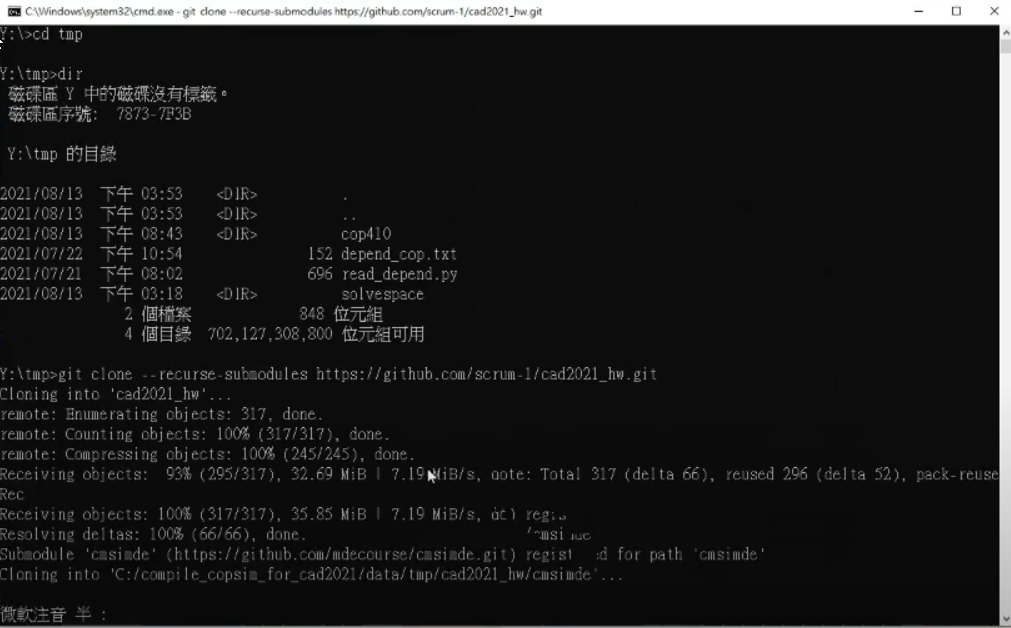 C:\Windows\system32\cmd.exe - git clone --recurse-submodules https://github.com/scrum-1/cad2021_hw.git
Y:\>cd tmp
Y:\tmp>dir
磁碟區 Y 中的磁碟沒有標籤。
磁碟區序號: 7873-7F3B
Y:\tmp 的目錄
2021/08/13 下午 03:53 <DIR> .
2021/08/13 下午 03:53 <DIR> ..
2021/08/13 下午 08:43 <DIR> cop410
2021/07/22 下午 10:54 152 depend_cop.txt
2021/07/21 下午 08:02 696 read_depend.py
2021/08/13 下午 03:18 <DIR> solvespace
2 個檔案 848 位元組
4 個目錄 702,127,308,800 位元組可用
Y:\tmp>git clone --recurse-submodules https://github.com/scrum-1/cad2021_hw.git
Cloning into 'cad2021_hw'...
remote: Enumerating objects: 317, done.
remote: Counting objects: 100% (317/317), done.
remote: Compressing objects: 100% (245/245), done.
Receiving objects: 93% (295/317), 32.69 MiB | 7.19 MiB/s, Total 317 (delta 66), reused 296 (delta 52), pack-reuse
Rec
Receiving objects: 100% (317/317), 35.85 MiB | 7.19 MiB/s,
Resolving deltas: 100% (66/66), done.
Submodule 'cmsimde' (https://github.com/mdecourse/cmsimde.git) for path 'cmsimde'
Cloning into 'C:/compile_copsim_for_cad2021/data/tmp/cad2021_hw/cmsimde'...
微軟注音 半 :